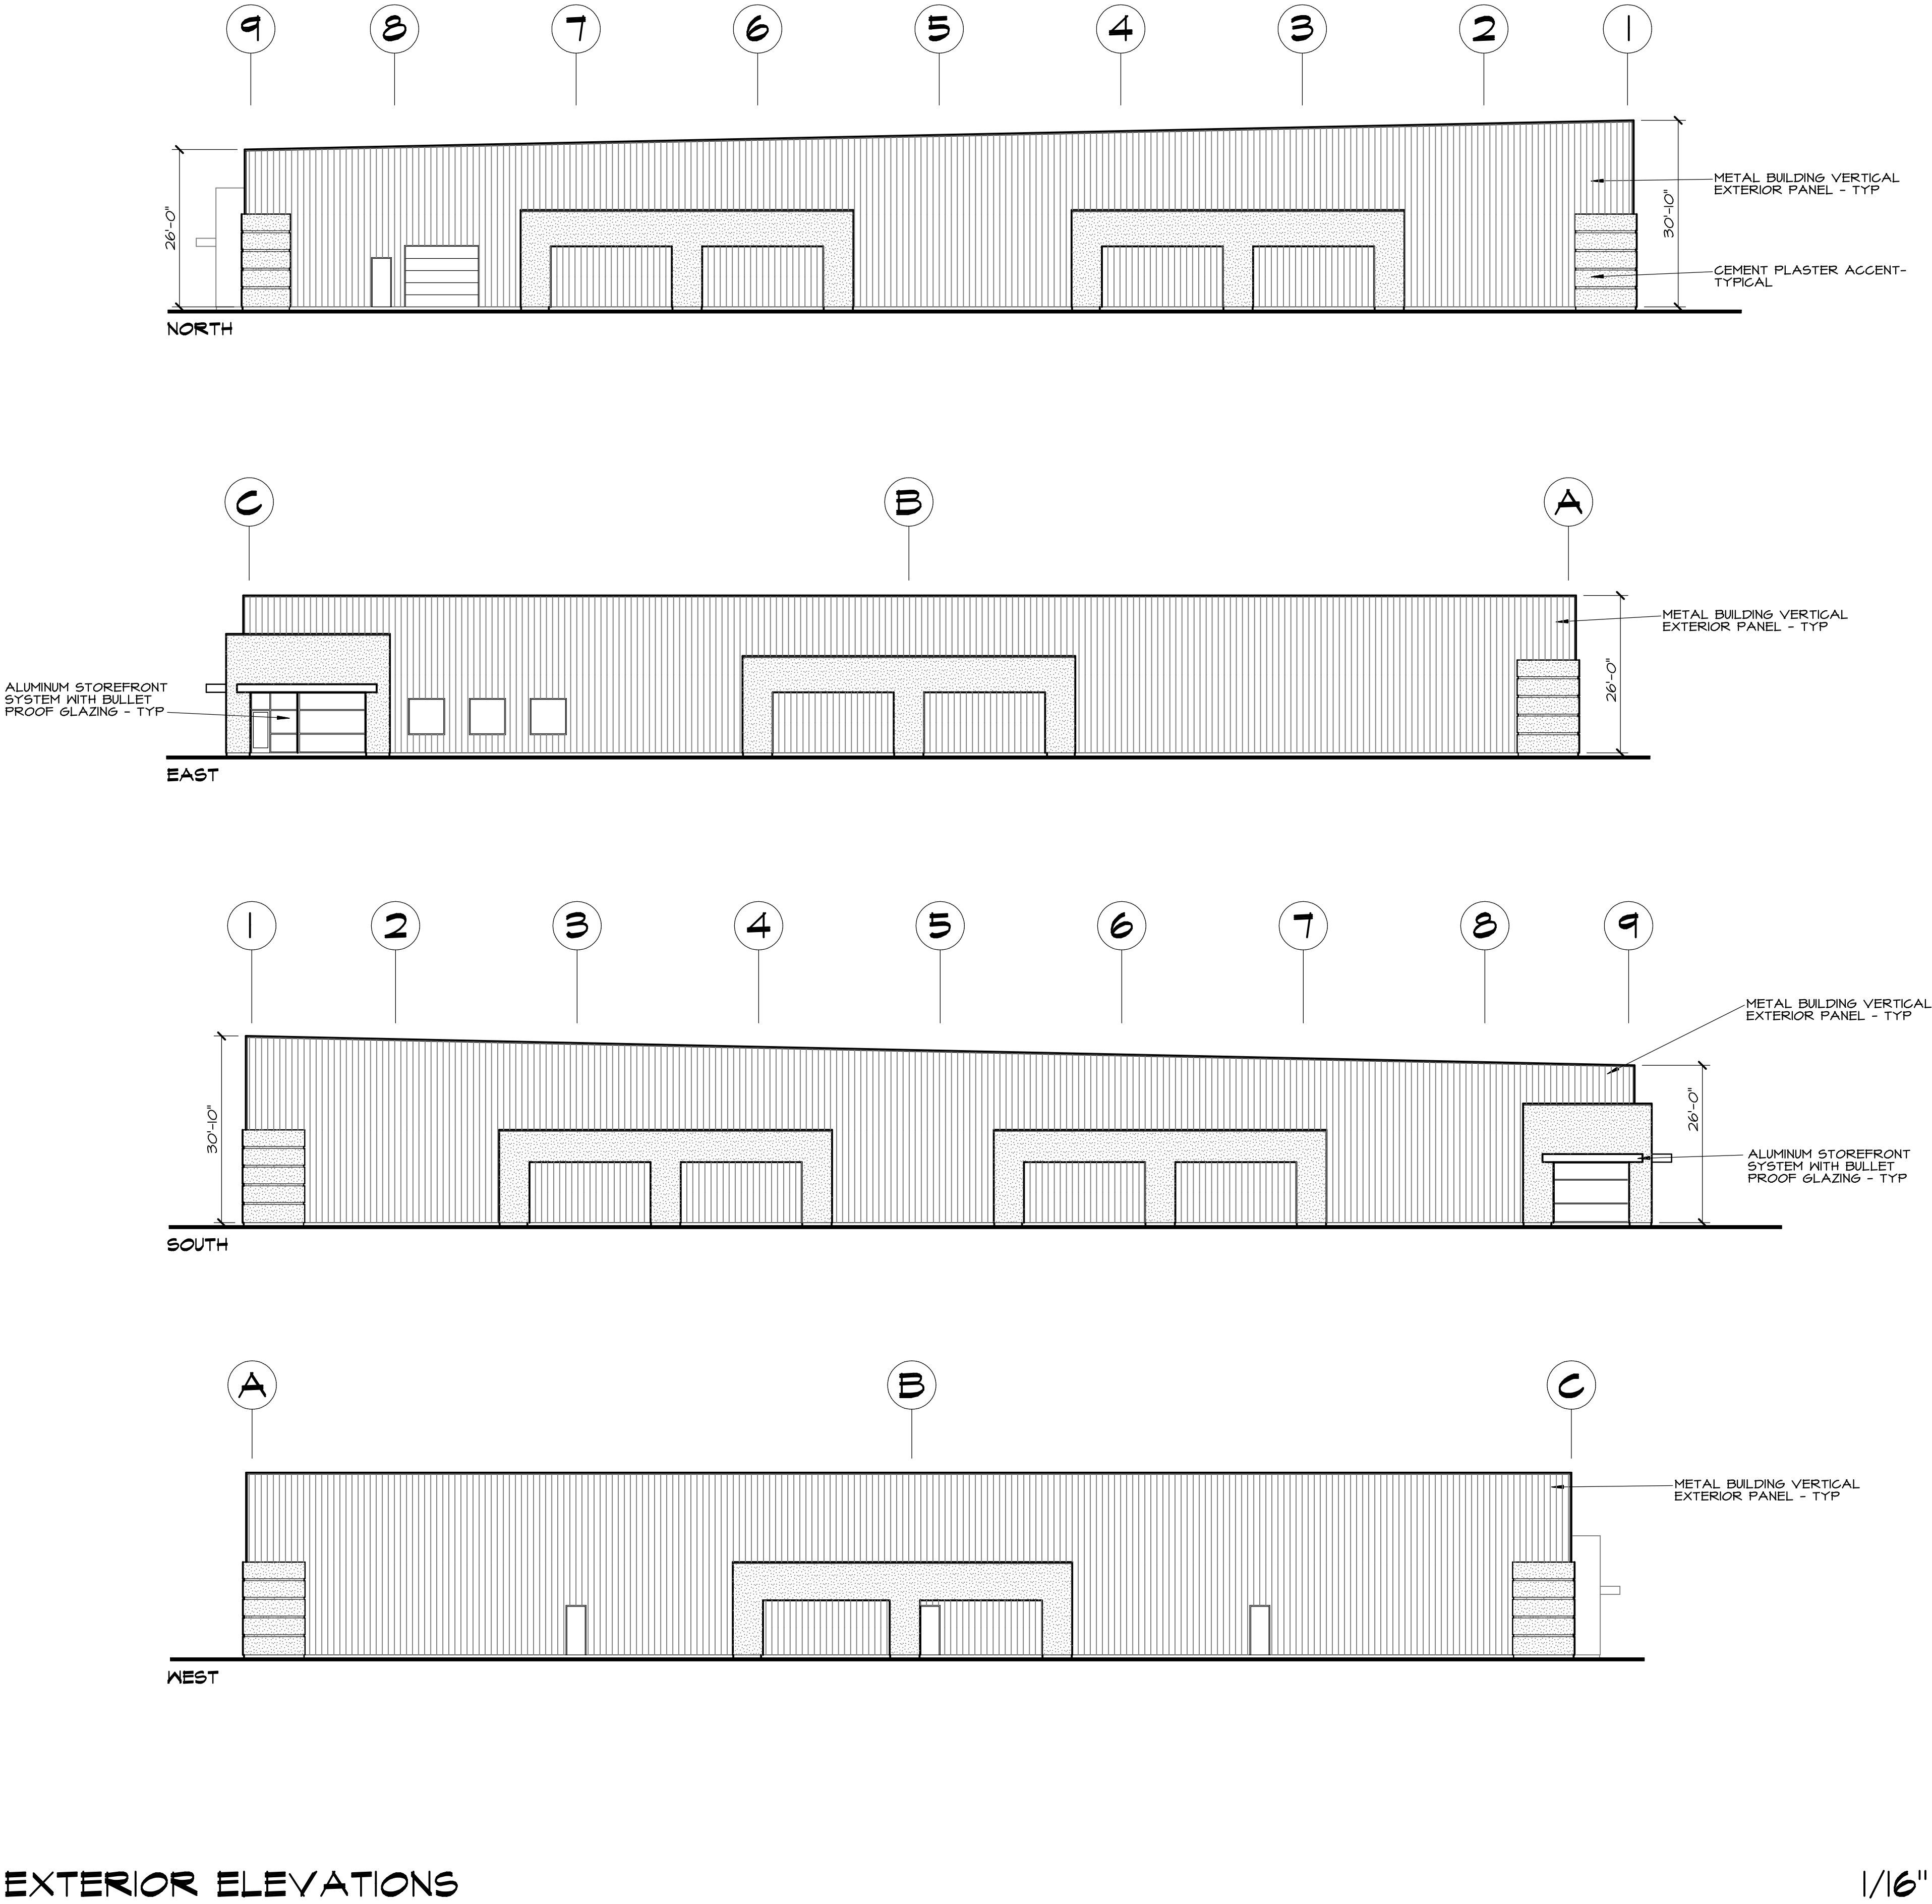 9 8 7 6 5 4 3 2 1
26'-0"
30'-10"
METAL BUILDING VERTICAL
EXTERIOR PANEL - TYP
CEMENT PLASTER ACCENT-
TYPICAL
NORTH
C B A
METAL BUILDING VERTICAL
EXTERIOR PANEL - TYP
26'-0"
ALUMINUM STOREFRONT
SYSTEM WITH BULLET
PROOF GLAZING - TYP
EAST
1 2 3 4 5 6 7 8 9
METAL BUILDING VERTICAL
EXTERIOR PANEL - TYP
30'-10"
26'-0"
ALUMINUM STOREFRONT
SYSTEM WITH BULLET
PROOF GLAZING - TYP
SOUTH
A B C
METAL BUILDING VERTICAL
EXTERIOR PANEL - TYP
WEST
EXTERIOR ELEVATIONS
1/16"